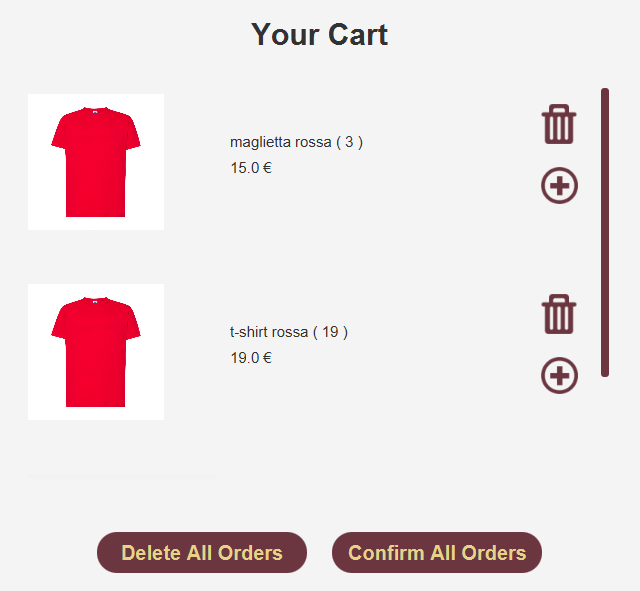 Your Cart
maglietta rossa ( 3 )
15.0 €
t-shirt rossa ( 19 )
19.0 €
Delete All Orders
Confirm All Orders